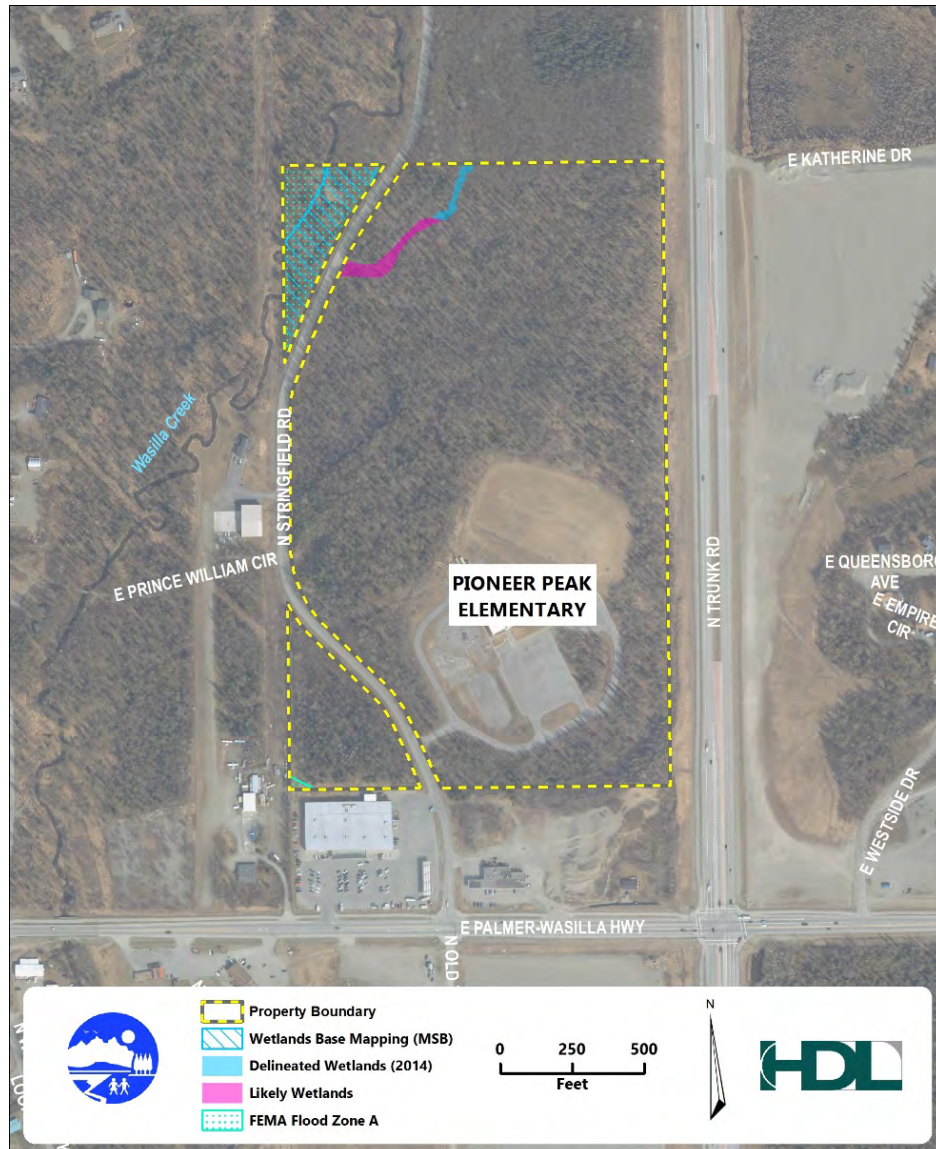 E KATHERINE DR
Wasilla Creek
N STRINGFIELD RD
E PRINCE WILLIAM CIR
PIONEER PEAK
ELEMENTARY
N TRUNK RD
E QUEENSBORO
AVE
E EMPIRE
CIR
E WESTSIDE DR
E PALMER-WASILLA HWY
N OLD
Property Boundary
Wetlands Base Mapping (MSB)
Delineated Wetlands (2014)
Likely Wetlands
FEMA Flood Zone A
0 250 500
Feet
N
HDL